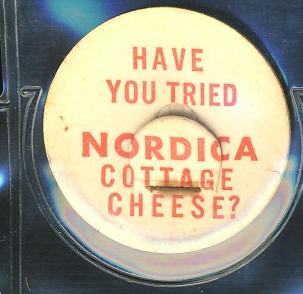 HAVE
YOU TRIED
NORDICA
COTTAGE
CHEESE?